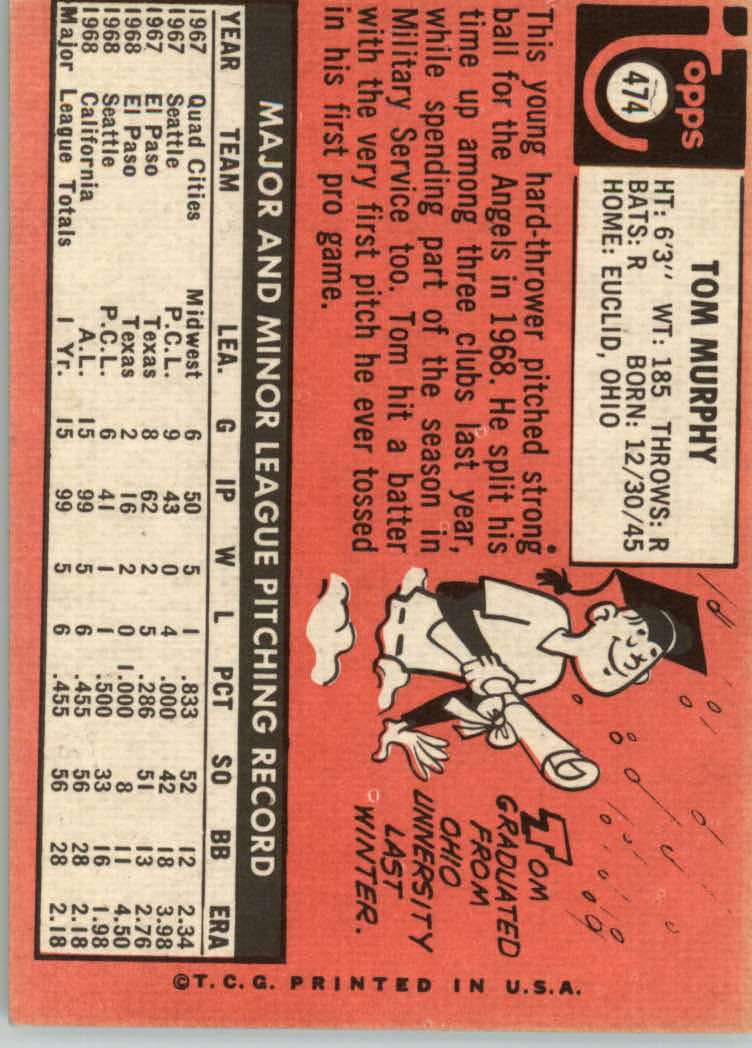 Topps
474
TOM MURPHY
HT: 6'3" WT: 185 THROWS: R
BATS: R BORN: 12/30/45
HOME: EUCLID, OHIO
This young hard-thrower pitched strong
ball for the Angels in 1968. He split his
time up among three clubs last year,
while spending part of the season in
Military Service too. Tom hit a batter
with the very first pitch he ever tossed
in his first pro game.
TOM
GRADUATED
FROM
OHIO
UNIVERSITY
LAST
WINTER.
MAJOR AND MINOR LEAGUE PITCHING RECORD
YEAR TEAM LEA. G IP W L PCT SO BB ERA
1967 Quad Cities Midwest 6 50 5 1 .833 52 12 2.34
1967 Seattle P.C.L. 9 43 0 4 .000 42 18 3.98
1967 El Paso Texas 8 62 2 5 .286 51 13 2.76
1968 El Paso Texas 2 16 2 0 1.000 8 11 4.50
1968 Seattle P.C.L. 6 41 1 1 .500 33 16 1.98
1968 California A.L. 15 99 5 6 .455 56 28 2.18
Major League Totals 1 Yr. 15 99 5 6 .455 56 28 2.18
©T.C.G. PRINTED IN U.S.A.